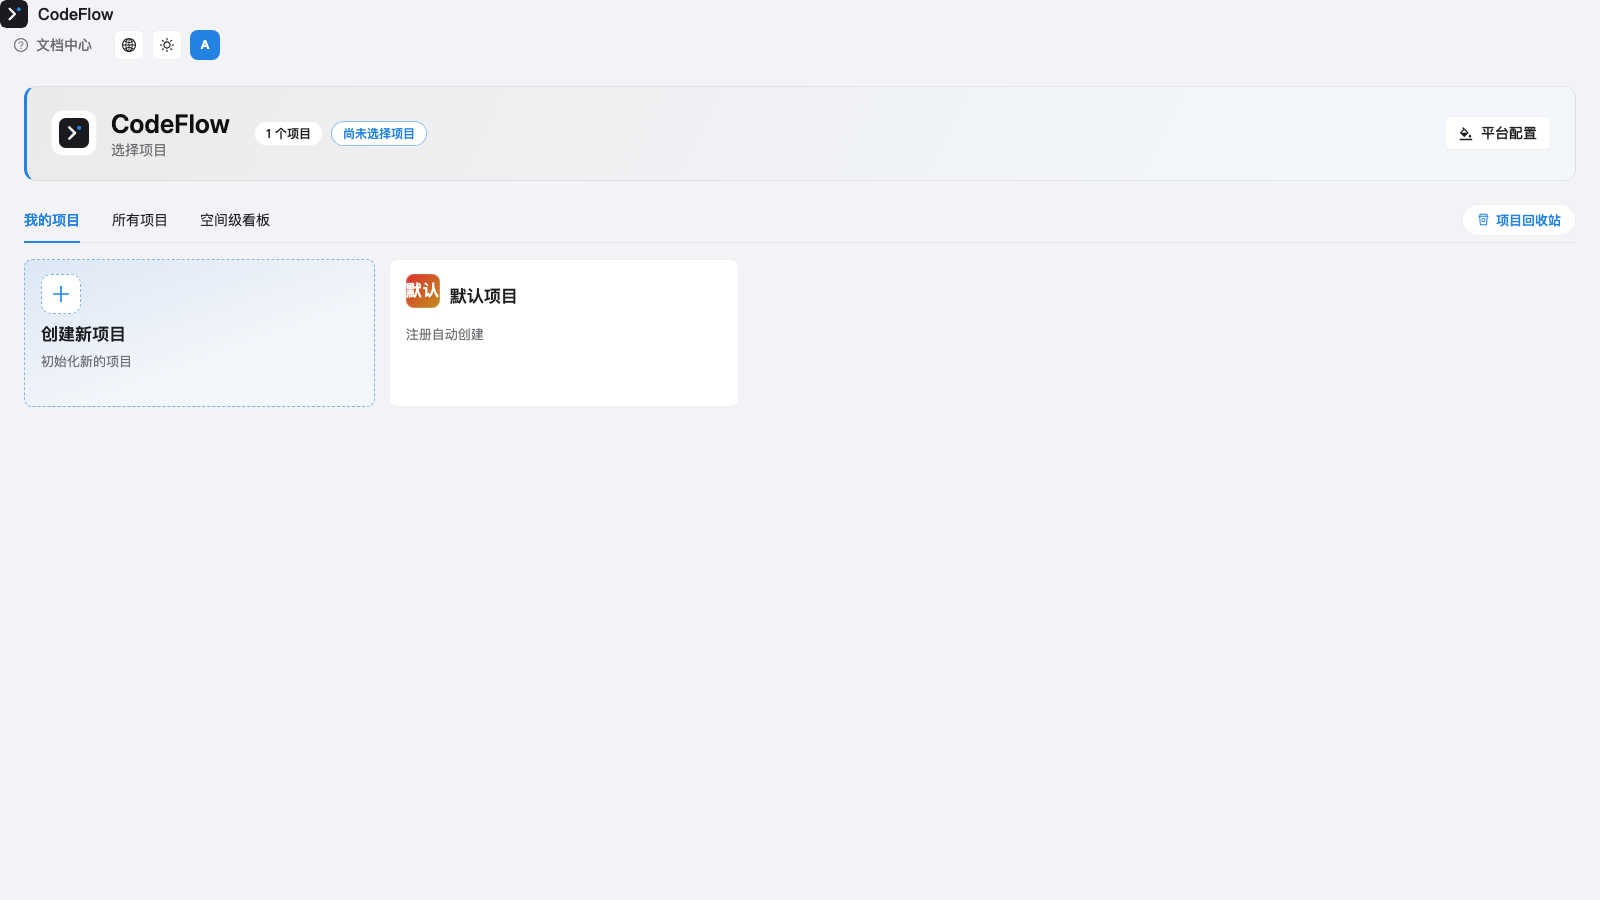 CodeFlow
文档中心
A
CodeFlow
选择项目
1 个项目
尚未选择项目
平台配置
我的项目
所有项目
空间级看板
项目回收站
创建新项目
初始化新的项目
默认
默认项目
注册自动创建